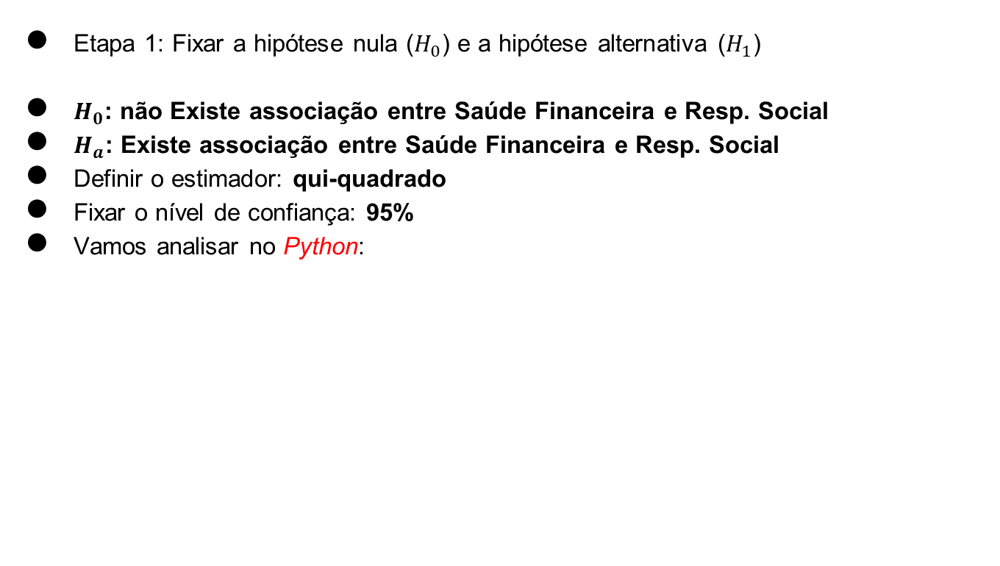 ● Etapa 1: Fixar a hipótese nula (H₀) e a hipótese alternativa (H₁)
● H₀: não Existe associação entre Saúde Financeira e Resp. Social
● Hₐ: Existe associação entre Saúde Financeira e Resp. Social
● Definir o estimador: qui-quadrado
● Fixar o nível de confiança: 95%
● Vamos analisar no Python: